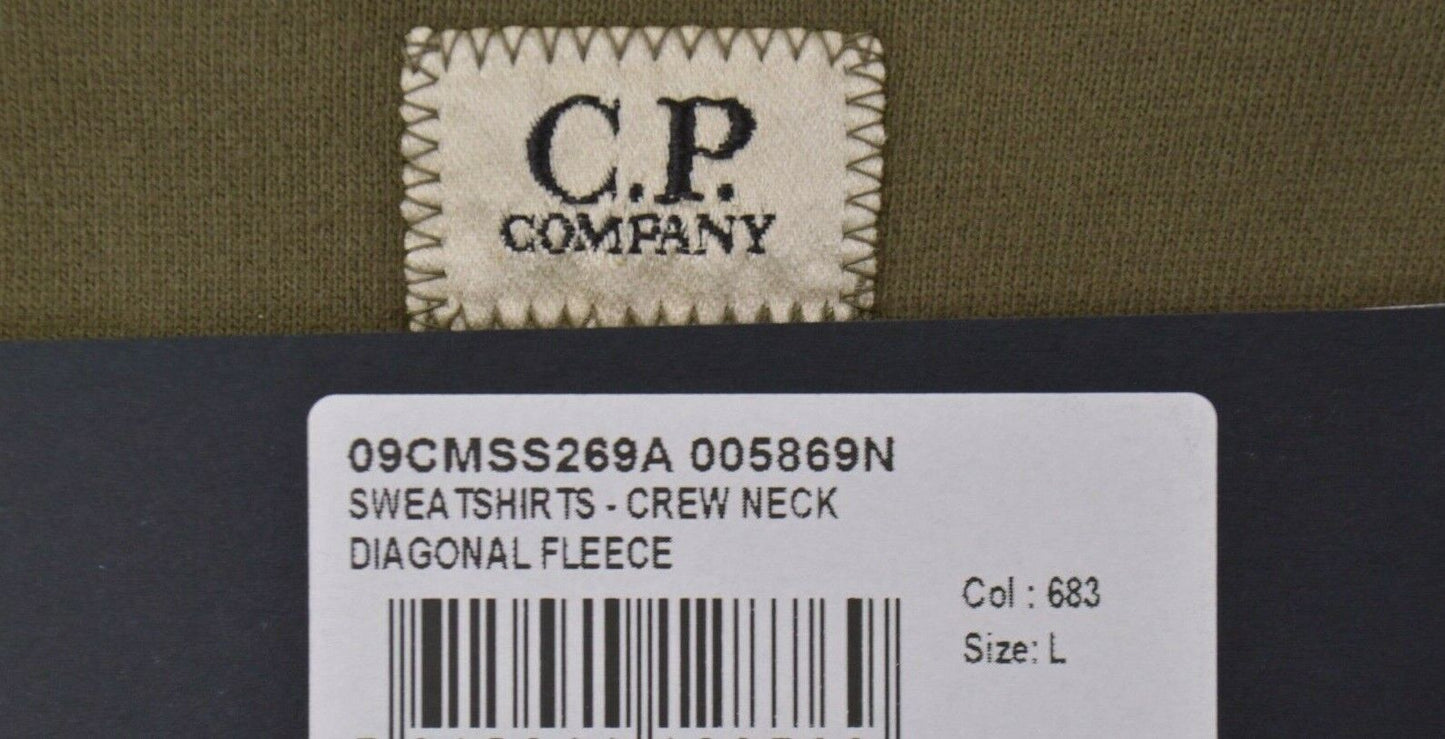 C.P.
COMPANY
09CMSS269A 005869N
SWEATSHIRTS - CREW NECK
DIAGONAL FLEECE
Col : 683
Size: L